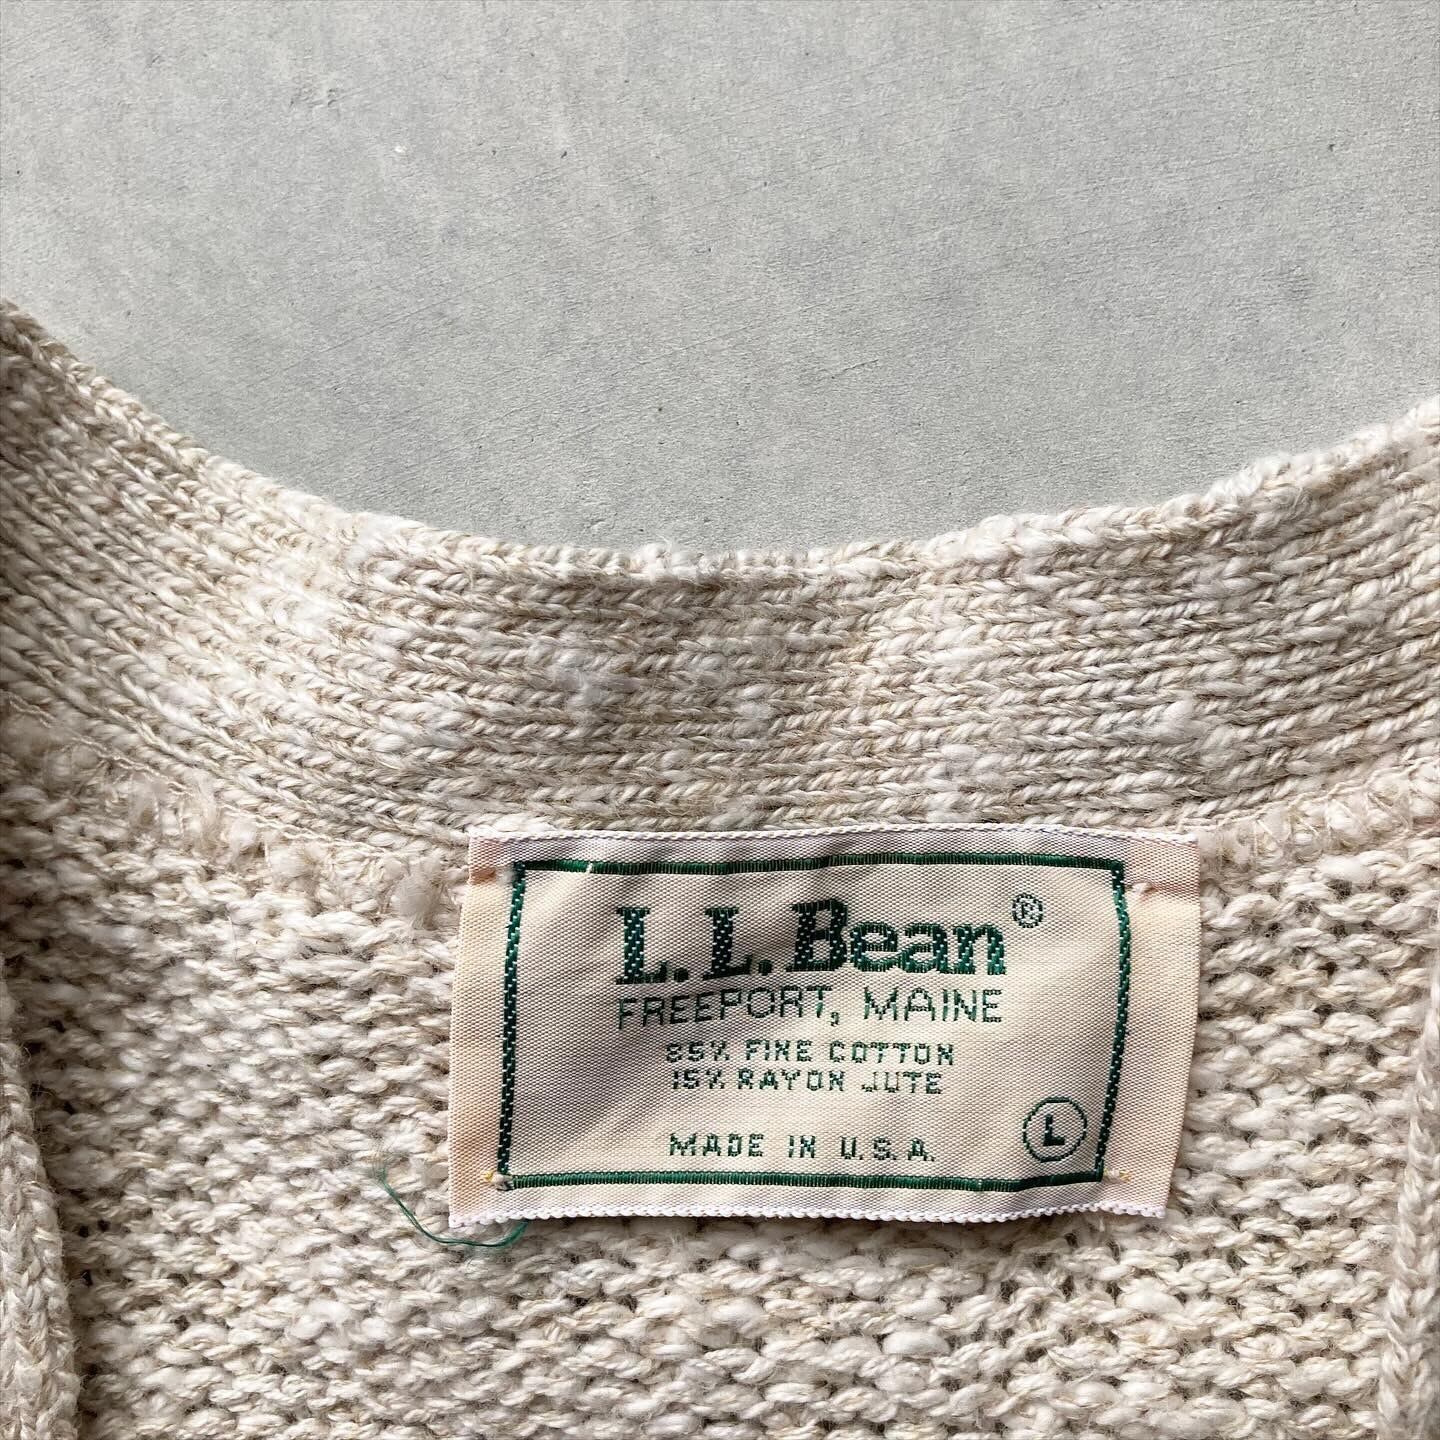 L.L.Bean®
FREEPORT, MAINE
85% FINE COTTON
15% RAYON JUTE
MADE IN U.S.A.
L